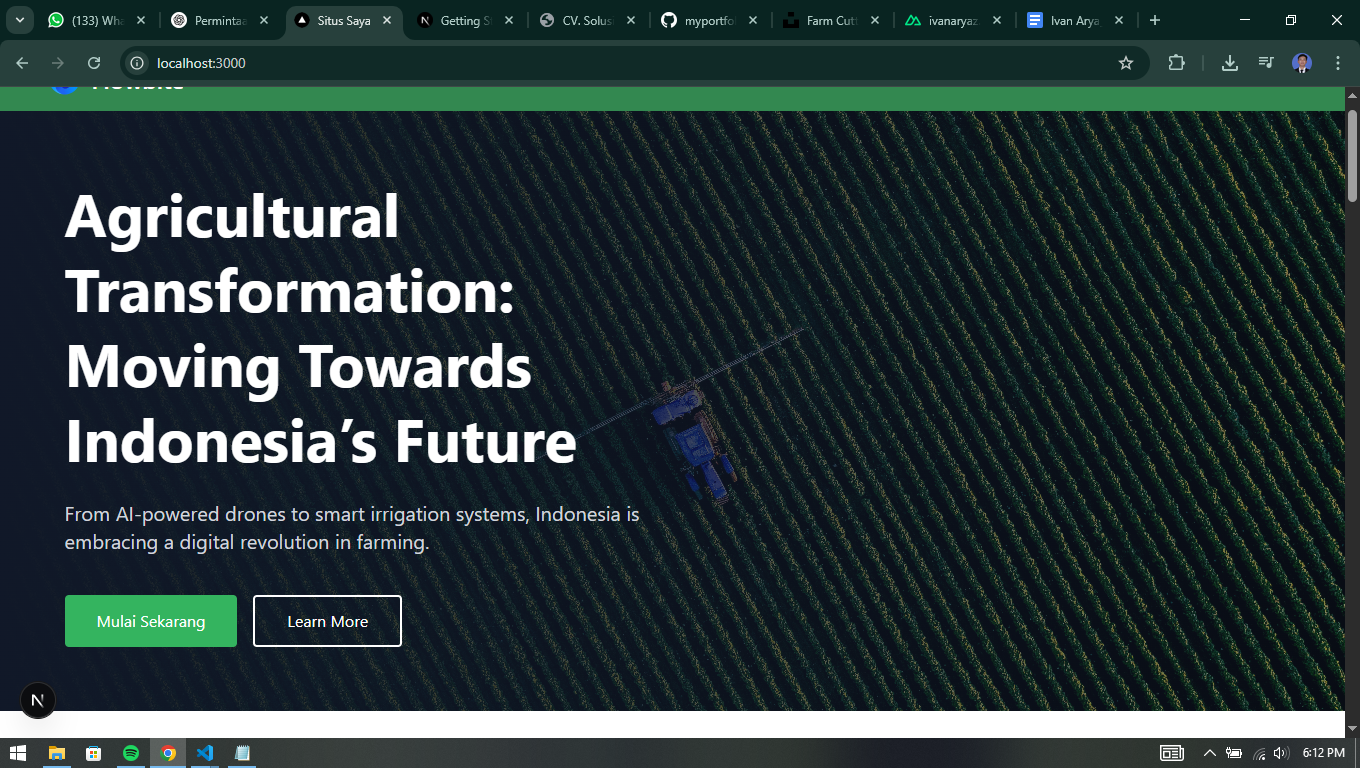 (133) Wha
Permintaa
Situs Saya
Getting S
CV. Solus
myportfo
Farm Cutt
ivanaryaz
Ivan Arya
localhost:3000
Agricultural
Transformation:
Moving Towards
Indonesia’s Future
From AI-powered drones to smart irrigation systems, Indonesia is
embracing a digital revolution in farming.
Mulai Sekarang
Learn More
N
6:12 PM